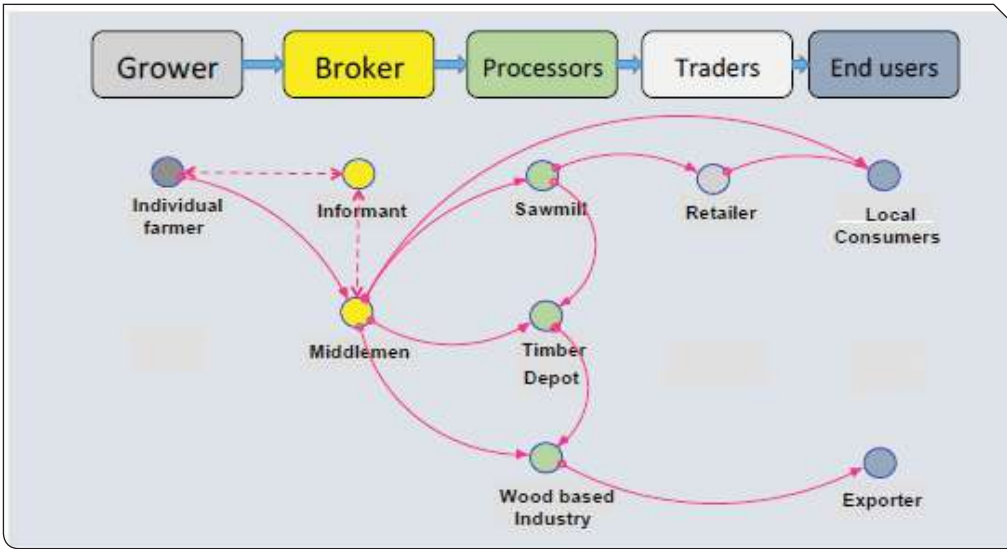 Grower
Broker
Processors
Traders
End users
Individual
farmer
Informant
Sawmill
Retailer
Local
Consumers
Middlemen
Timber
Depot
Wood based
Industry
Exporter